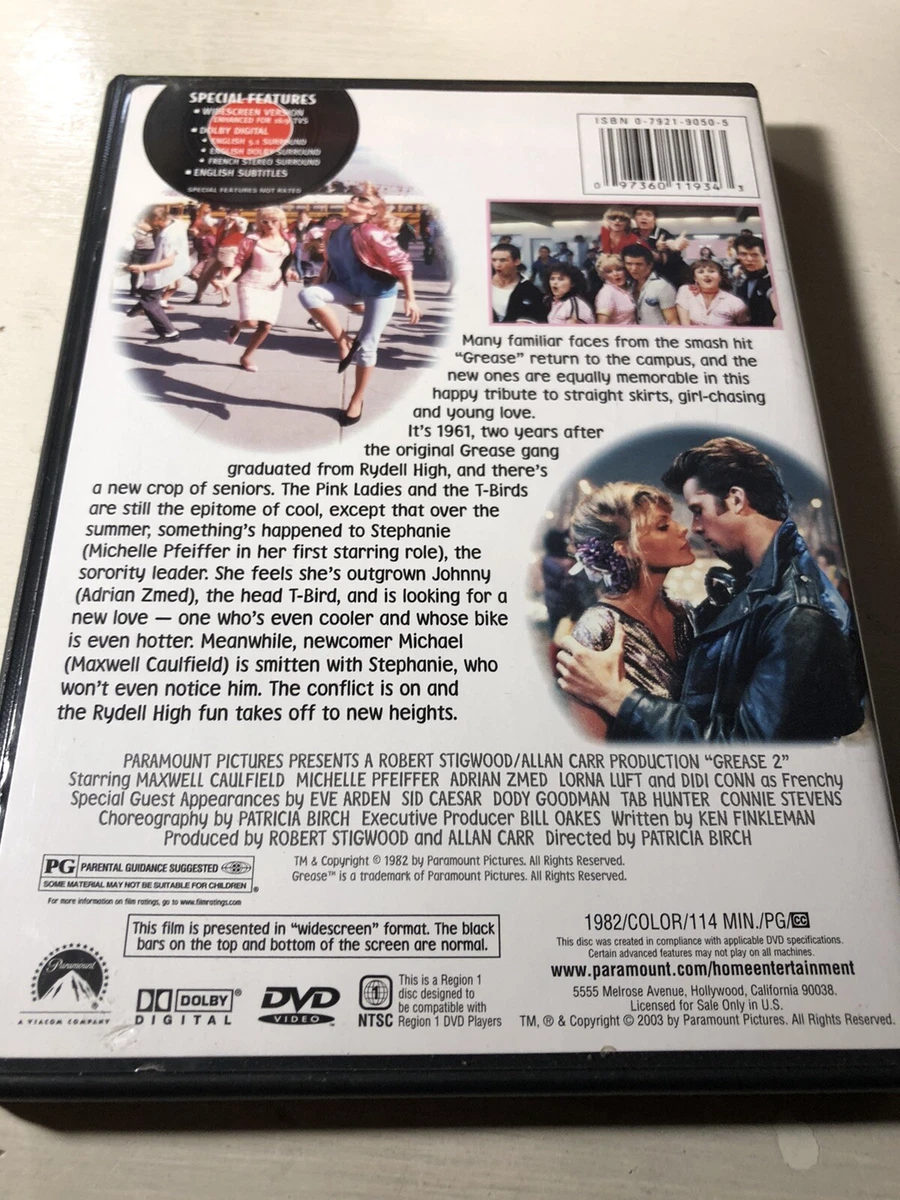 SPECIAL FEATURES
• WIDESCREEN VERSION
ENHANCED FOR 16:9 TVS
• DOLBY DIGITAL
• ENGLISH 5.1 SURROUND
• ENGLISH DOLBY SURROUND
• FRENCH STEREO SURROUND
• ENGLISH SUBTITLES
SPECIAL FEATURES NOT RATED
ISBN 0-7921-9050-5
0 97360 11934 3
Many familiar faces from the smash hit
“Grease” return to the campus, and the
new ones are equally memorable in this
happy tribute to straight skirts, girl-chasing
and young love.
It's 1961, two years after
the original Grease gang
graduated from Rydell High, and there's
a new crop of seniors. The Pink Ladies and the T-Birds
are still the epitome of cool, except that over the
summer, something's happened to Stephanie
(Michelle Pfeiffer in her first starring role), the
sorority leader. She feels she's outgrown Johnny
(Adrian Zmed), the head T-Bird, and is looking for a
new love — one who's even cooler and whose bike
is even hotter. Meanwhile, newcomer Michael
(Maxwell Caulfield) is smitten with Stephanie, who
won't even notice him. The conflict is on and
the Rydell High fun takes off to new heights.
PARAMOUNT PICTURES PRESENTS A ROBERT STIGWOOD/ALLAN CARR PRODUCTION “GREASE 2”
Starring MAXWELL CAULFIELD MICHELLE PFEIFFER ADRIAN ZMED LORNA LUFT and DIDI CONN as Frenchy
Special Guest Appearances by EVE ARDEN SID CAESAR DODY GOODMAN TAB HUNTER CONNIE STEVENS
Choreography by PATRICIA BIRCH Executive Producer BILL OAKES Written by KEN FINKLEMAN
Produced by ROBERT STIGWOOD and ALLAN CARR Directed by PATRICIA BIRCH
PG PARENTAL GUIDANCE SUGGESTED
SOME MATERIAL MAY NOT BE SUITABLE FOR CHILDREN ®
For more information on film ratings, go to www.filmratings.com
TM & Copyright © 1982 by Paramount Pictures. All Rights Reserved.
Grease™ is a trademark of Paramount Pictures. All Rights Reserved.
This film is presented in “widescreen” format. The black
bars on the top and bottom of the screen are normal.
1982/COLOR/114 MIN./PG/CC
This disc was created in compliance with applicable DVD specifications.
Certain advanced features may not play on all machines.
www.paramount.com/homeentertainment
5555 Melrose Avenue, Hollywood, California 90038.
Licensed for Sale Only in U.S.
TM, ® & Copyright © 2003 by Paramount Pictures. All Rights Reserved.
Paramount
A VIACOM COMPANY
DOLBY®
DIGITAL
DVD
VIDEO™
1
NTSC
This is a Region 1
disc designed to
be compatible with
Region 1 DVD Players